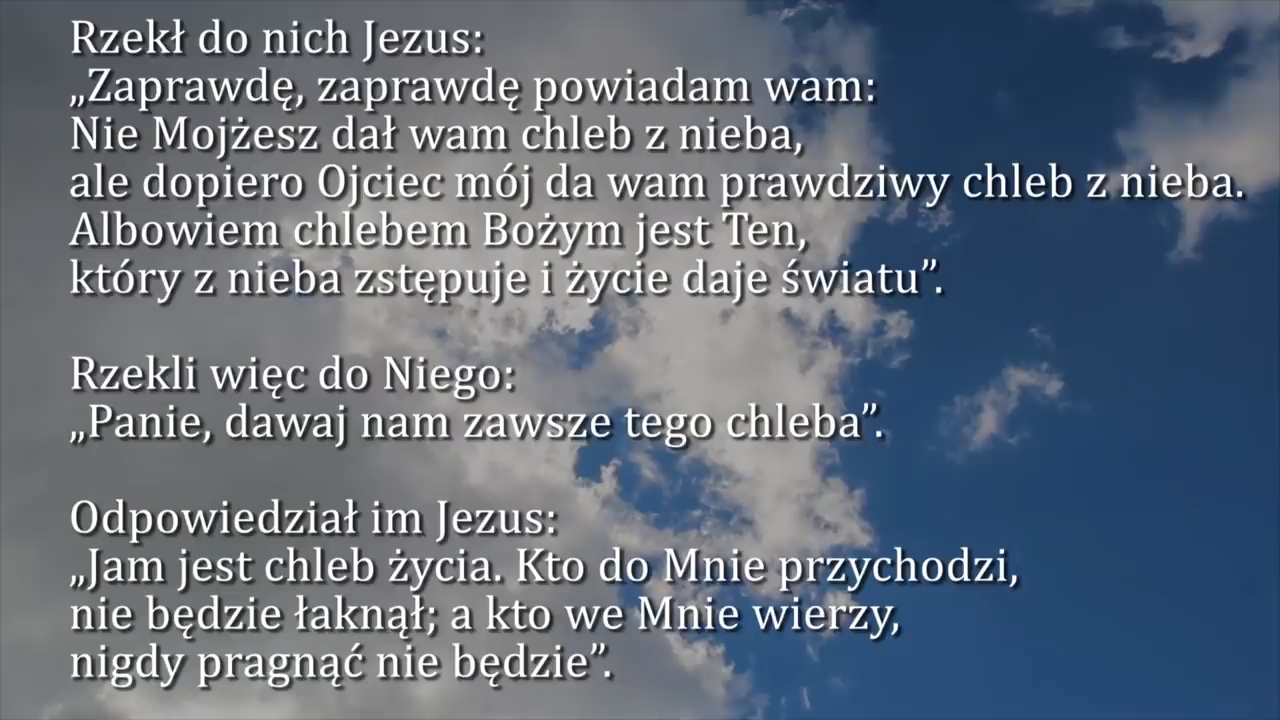 Rzekł do nich Jezus:
„Zaprawdę, zaprawdę powiadam wam:
Nie Mojżesz dał wam chleb z nieba,
ale dopiero Ojciec mój da wam prawdziwy chleb z nieba.
Albowiem chlebem Bożym jest Ten,
który z nieba zstępuje i życie daje światu”.
Rzekli więc do Niego:
„Panie, dawaj nam zawsze tego chleba”.
Odpowiedział im Jezus:
„Jam jest chleb życia. Kto do Mnie przychodzi,
nie będzie łaknął; a kto we Mnie wierzy,
nigdy pragnąć nie będzie”.